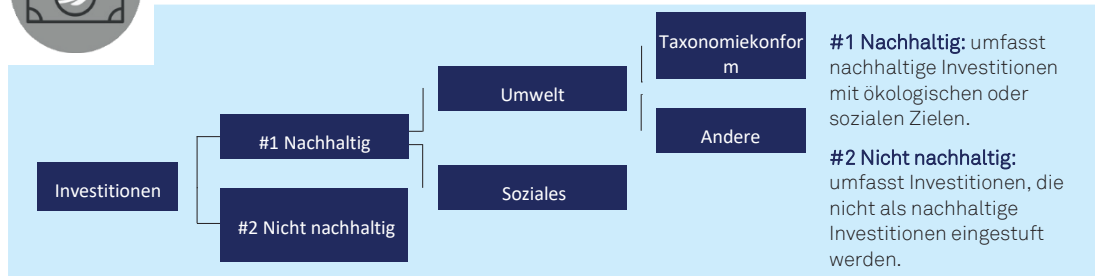 Investitionen
#1 Nachhaltig
#2 Nicht nachhaltig
Umwelt
Soziales
Taxonomiekonfor
m
Andere
#1 Nachhaltig: umfasst
nachhaltige Investitionen
mit ökologischen oder
sozialen Zielen.
#2 Nicht nachhaltig:
umfasst Investitionen, die
nicht als nachhaltige
Investitionen eingestuft
werden.